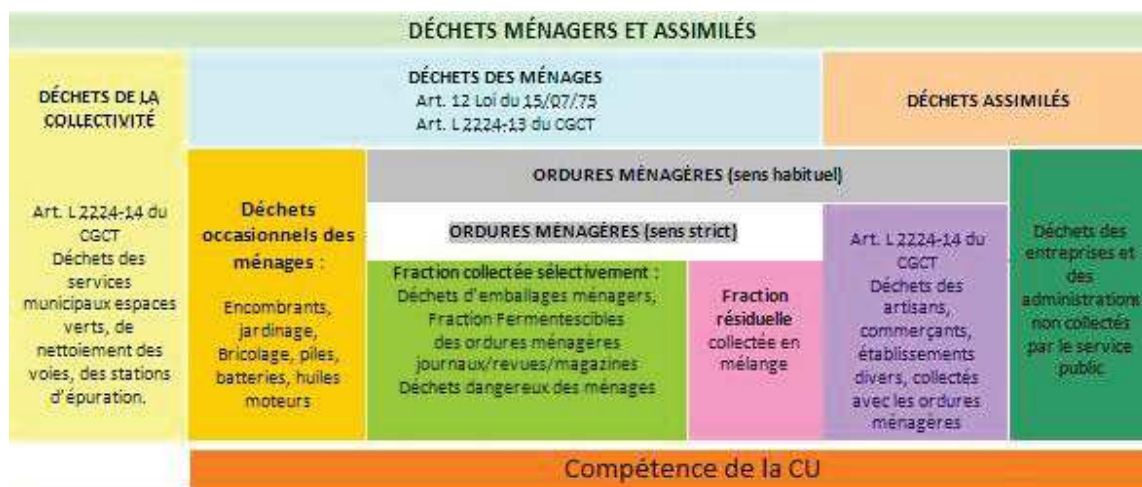 DÉCHETS MÉNAGERS ET ASSIMILÉS
DÉCHETS DE LA
COLLECTIVITÉ
Art. L 2224-14 du
CGCT
Déchets des
services
municipaux espaces
verts, de
nettoiement des
voies, des stations
d'épuration.
DÉCHETS DES MÉNAGES
Art. 12 Loi du 15/07/75
Art. L 2224-13 du CGCT
DÉCHETS ASSIMILÉS
Déchets
occasionnels des
ménages :
Encombrants,
jardinage,
Bricolage, piles,
batteries, huiles
moteurs
ORDURES MÉNAGÈRES (sens habituel)
ORDURES MÉNAGÈRES (sens strict)
Fraction collectée sélectivement :
Déchets d'emballages ménagers,
Fraction Fermentescibles
des ordures ménagères
journaux/revues/magazines
Déchets dangereux des ménages
Fraction
résiduelle
collectée en
mélange
Art. L 2224-14 du
CGCT
Déchets des
artisans,
commerçants,
établissements
divers, collectés
avec les ordures
ménagères
Déchets des
entreprises et
des
administrations
non collectés
par le service
public
Compétence de la CU